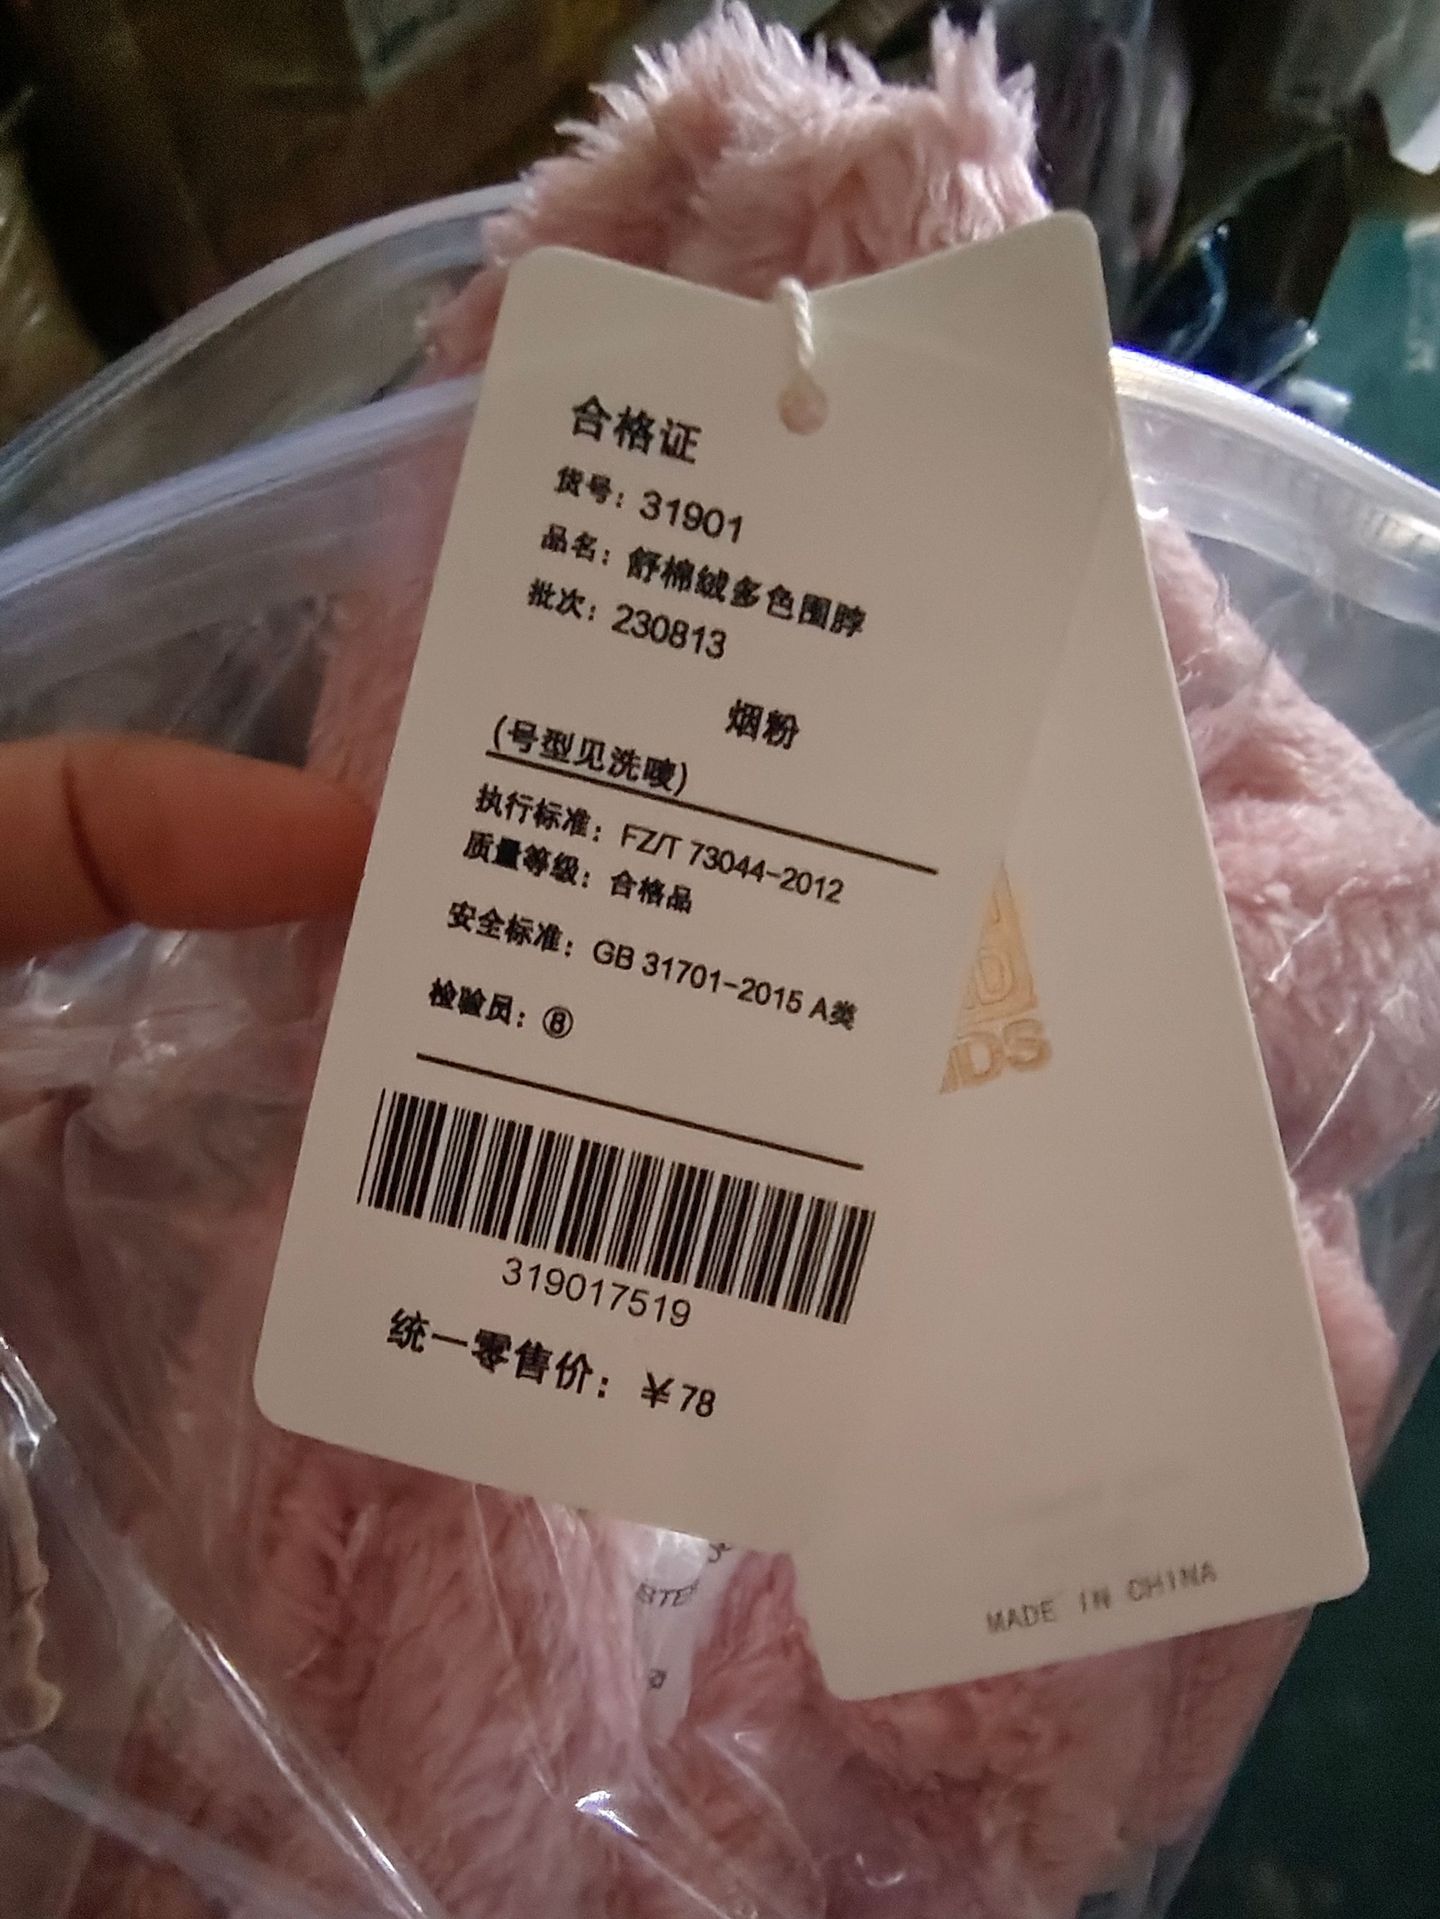 合格证
货号：31901
品名：舒棉绒多色围脖
批次：230813
烟粉
(号型见洗唛)
执行标准：FZ/T 73044-2012
质量等级：合格品
安全标准：GB 31701-2015 A类
检验员：⑧
319017519
统一零售价：￥78
DS
MADE IN CHINA